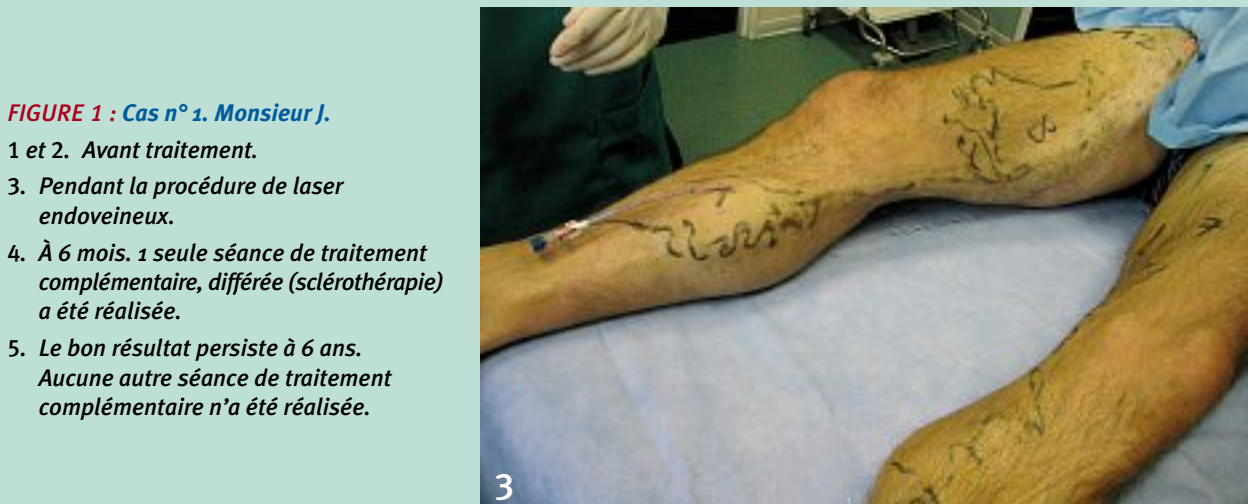 FIGURE 1 : Cas n° 1. Monsieur J.
1 et 2. Avant traitement.
3. Pendant la procédure de laser
endoveineux.
4. À 6 mois. 1 seule séance de traitement
complémentaire, différée (sclérothérapie)
a été réalisée.
5. Le bon résultat persiste à 6 ans.
Aucune autre séance de traitement
complémentaire n'a été réalisée.
3